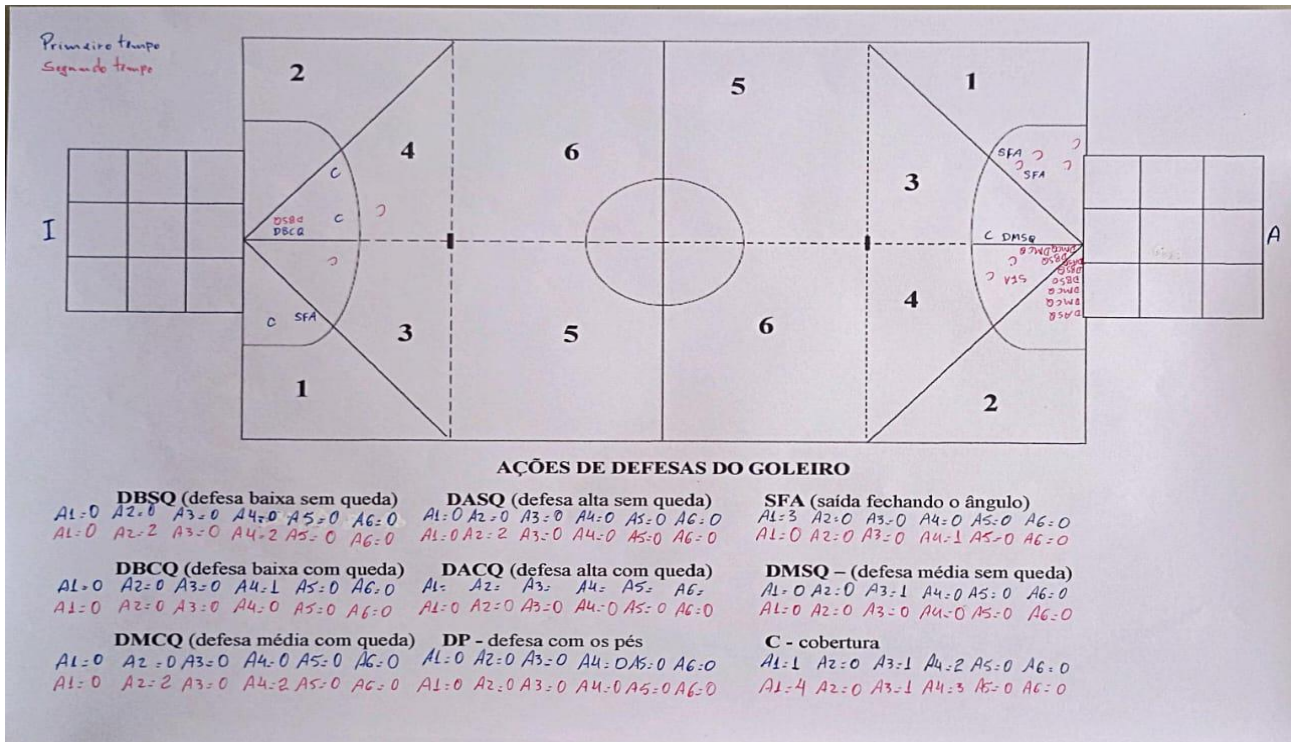 Primeiro tempo
Segundo tempo
2
5
1
4
6
3
SFA C C
C SFA C
C
I
DBSQ
DBCQ
C
C
C DMSQ
A
DMCQ
C DBSQ
C SFA
DBSQ
DBSQ
DMCQ
DMCQ
DASQ
C
C SFA
3
5
6
4
1
2
AÇÕES DE DEFESAS DO GOLEIRO
DBSQ (defesa baixa sem queda) DASQ (defesa alta sem queda) SFA (saída fechando o ângulo)
A1=0 A2=0 A3=0 A4=0 A5=0 A6=0 A1=0 A2=0 A3=0 A4=0 A5=0 A6=0 A1=3 A2=0 A3=0 A4=0 A5=0 A6=0
A1=0 A2=2 A3=0 A4=2 A5=0 A6=0 A1=0 A2=2 A3=0 A4=0 A5=0 A6=0 A1=0 A2=0 A3=0 A4=1 A5=0 A6=0
DBCQ (defesa baixa com queda) DACQ (defesa alta com queda) DMSQ – (defesa média sem queda)
A1=0 A2=0 A3=0 A4=1 A5=0 A6=0 A1= A2= A3= A4= A5= A6= A1=0 A2=0 A3=1 A4=0 A5=0 A6=0
A1=0 A2=0 A3=0 A4=0 A5=0 A6=0 A1=0 A2=0 A3=0 A4=0 A5=0 A6=0 A1=0 A2=0 A3=0 A4=0 A5=0 A6=0
DMCQ (defesa média com queda) DP - defesa com os pés C - cobertura
A1=0 A2=0 A3=0 A4=0 A5=0 A6=0 A1=0 A2=0 A3=0 A4=0 A5=0 A6=0 A1=1 A2=0 A3=1 A4=2 A5=0 A6=0
A1=0 A2=2 A3=0 A4=2 A5=0 A6=0 A1=0 A2=0 A3=0 A4=0 A5=0 A6=0 A1=4 A2=0 A3=1 A4=3 A5=0 A6=0